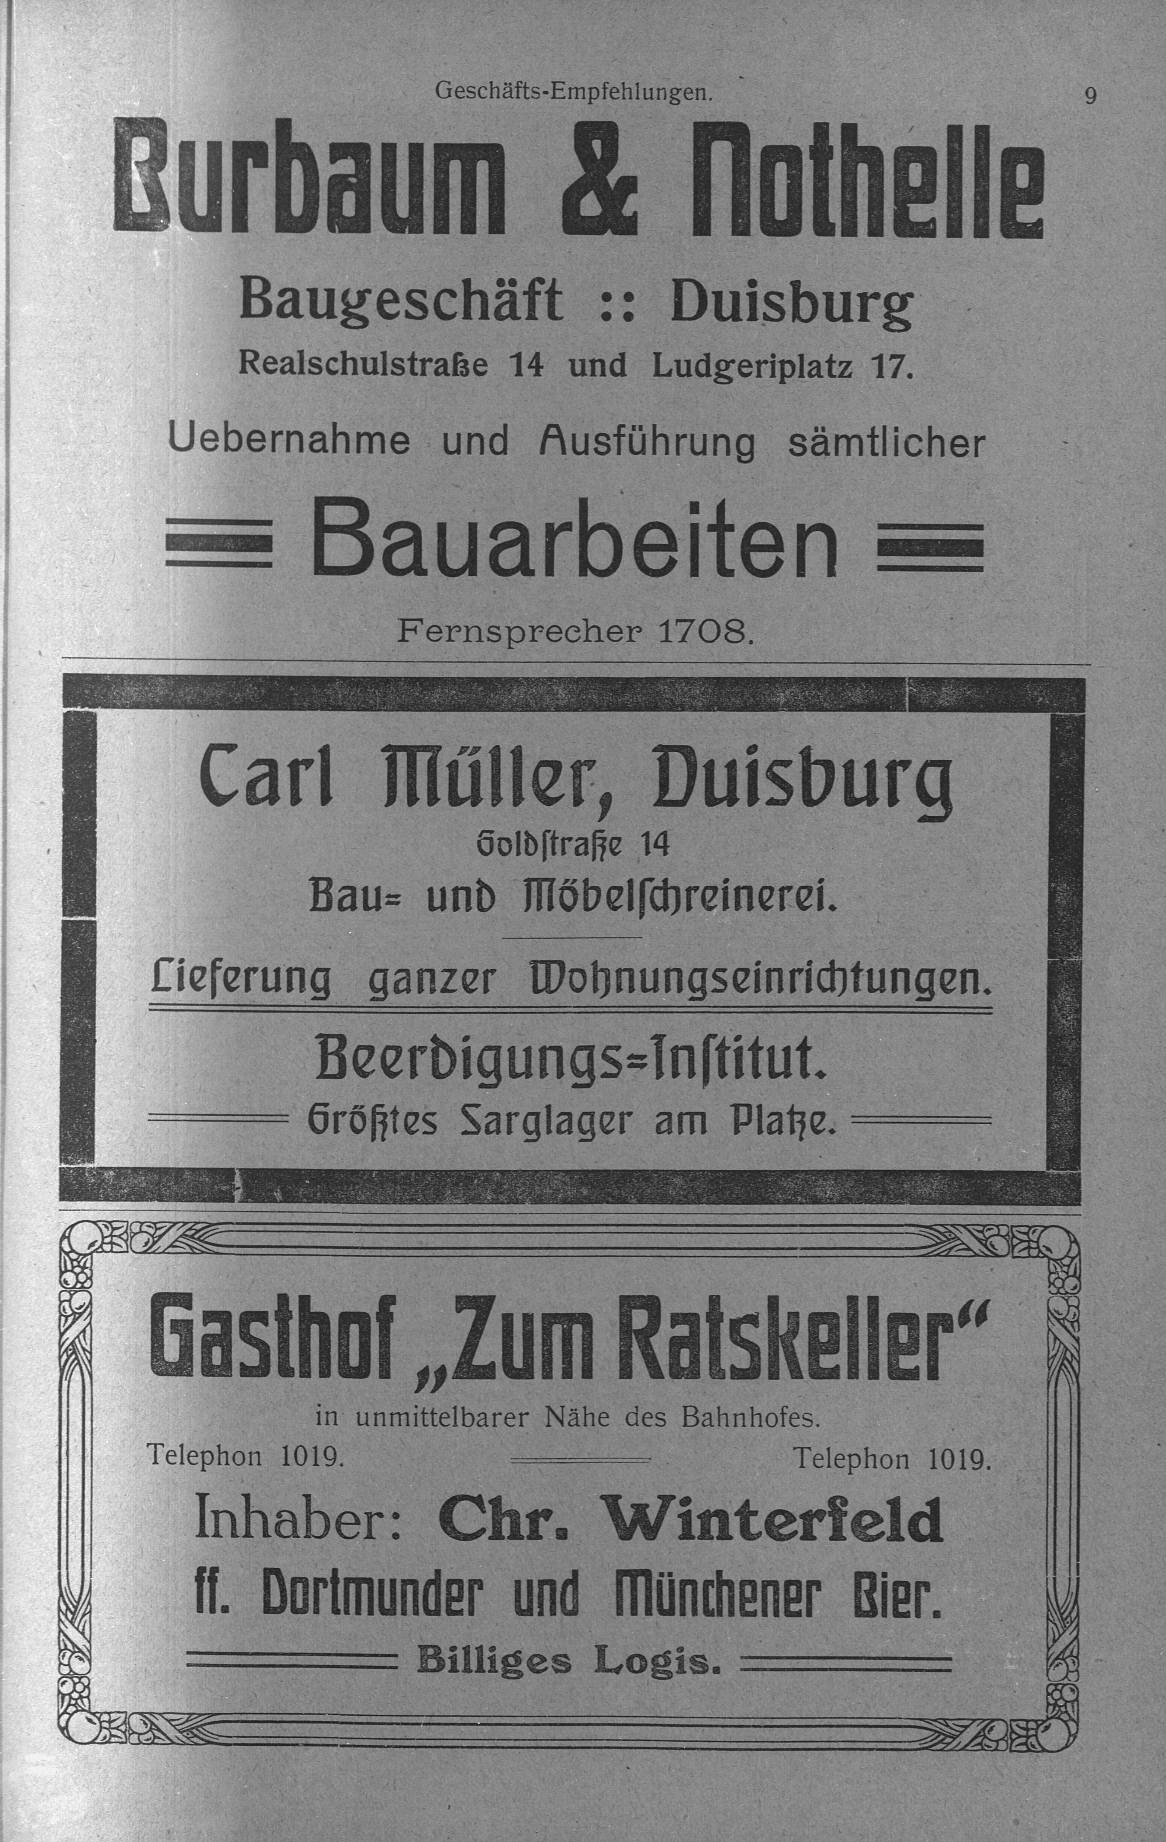 Geschäfts-Empfehlungen. 9
Burbaum & Nothelle
Baugeschäft :: Duisburg
Realschulstraße 14 und Ludgeriplatz 17.
Uebernahme und Ausführung sämtlicher
Bauarbeiten
Fernsprecher 1708.
Carl Müller, Duisburg
Goldstraße 14
Bau- und Möbelschreinerei.
Lieferung ganzer Wohnungseinrichtungen.
Beerdigungs-Institut.
Größtes Sarglager am Platze.
Gasthof „Zum Ratskeller“
in unmittelbarer Nähe des Bahnhofes.
Telephon 1019. Telephon 1019.
Inhaber: Chr. Winterfeld
ff. Dortmunder und Münchener Bier.
Billiges Logis.